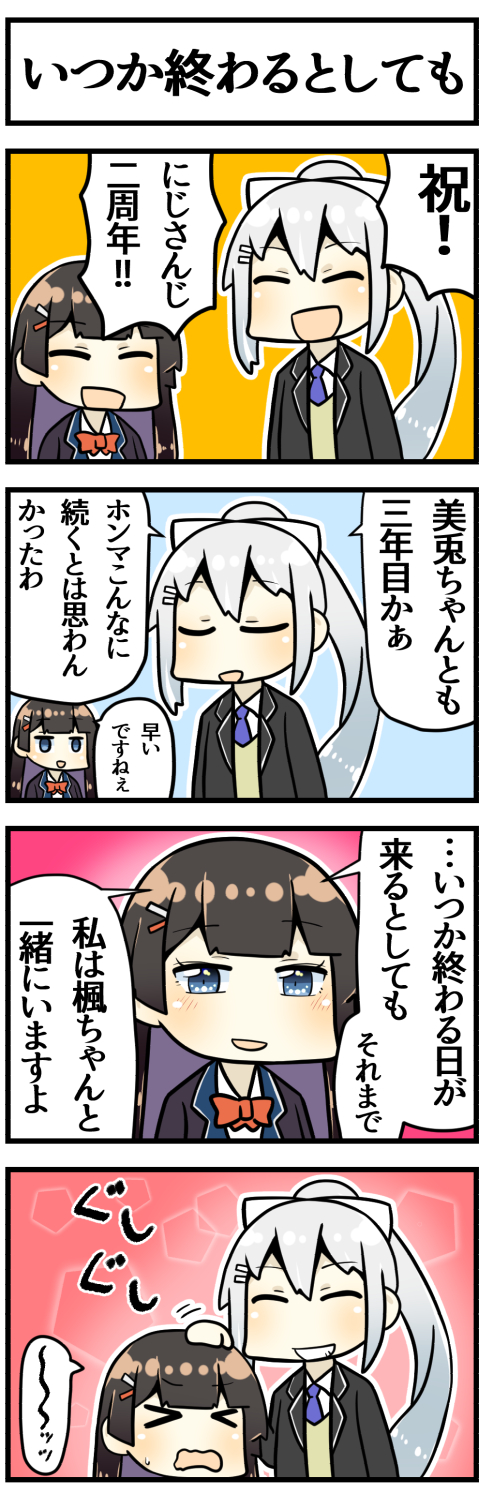 いつか終わるとしても
祝！
にじさんじ
二周年!!
美兎ちゃんとも
三年目かぁ
ホンマこんなに
続くとは思わん
かったわ
早い
ですねぇ
…いつか終わる日が
来るとしても
それまで
私は楓ちゃんと
一緒にいますよ
ぐし
ぐし
〜〜〜ッッ